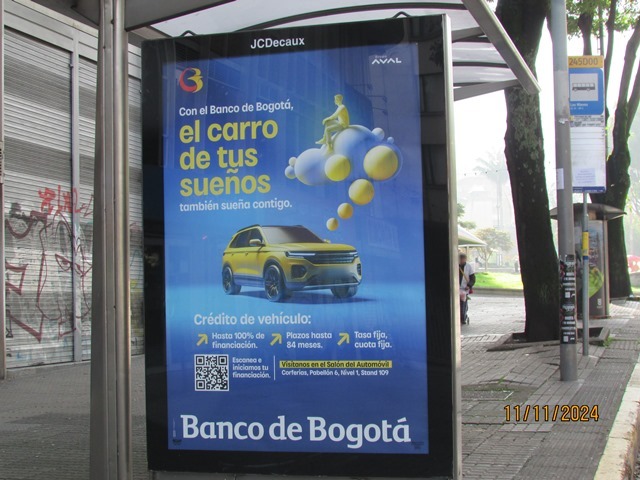 JCDecaux
AVAL
Con el Banco de Bogotá,
el carro
de tus
sueños
también sueña contigo.
Crédito de vehículo:
Hasta 100% de
financiación.
Plazos hasta
84 meses.
Tasa fija,
cuota fija.
Escanea e
iniciamos tu
financiación.
Visítanos en el Salón del Automóvil
Corferias, Pabellón 6, Nivel 1, Stand 109
Banco de Bogotá
245D00
11/11/2024